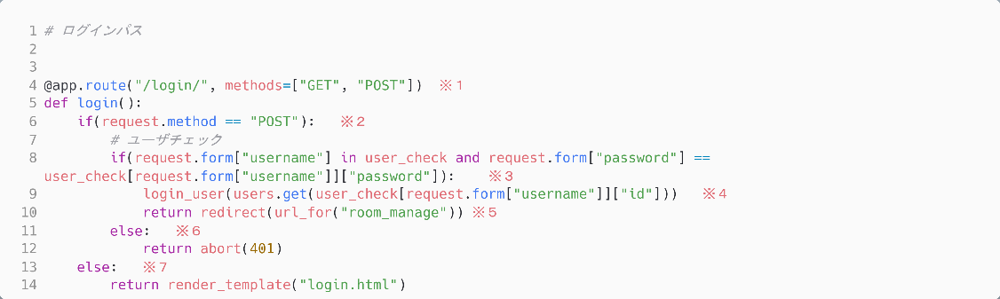 1 # ログインパス
2
3
4 @app.route("/login/", methods=["GET", "POST"]) ※1
5 def login():
6     if(request.method == "POST"): ※2
7         # ユーザチェック
8         if(request.form["username"] in user_check and request.form["password"] ==
user_check[request.form["username"]]["password"]): ※3
9             login_user(users.get(user_check[request.form["username"]]["id"])) ※4
10             return redirect(url_for("room_manage")) ※5
11         else: ※6
12             return abort(401)
13     else: ※7
14         return render_template("login.html")